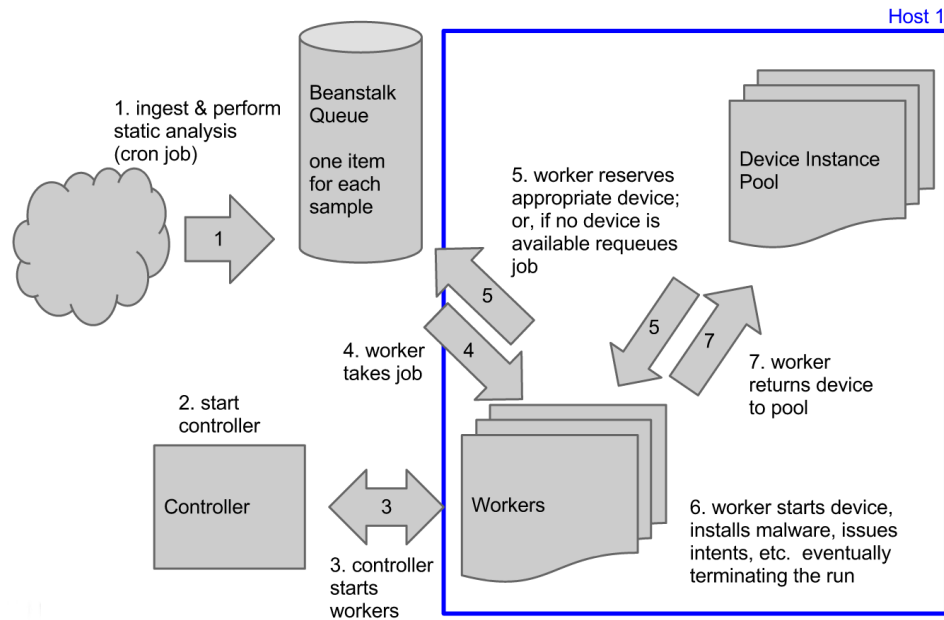 Host 1
1. ingest & perform
static analysis
(cron job)
1
Beanstalk
Queue
one item
for each
sample
Device Instance
Pool
5. worker reserves
appropriate device;
or, if no device is
available requeues
job
5
4
4. worker
takes job
5
7
7. worker
returns device
to pool
2. start
controller
Controller
3
3. controller
starts
workers
Workers
6. worker starts device,
installs malware, issues
intents, etc. eventually
terminating the run